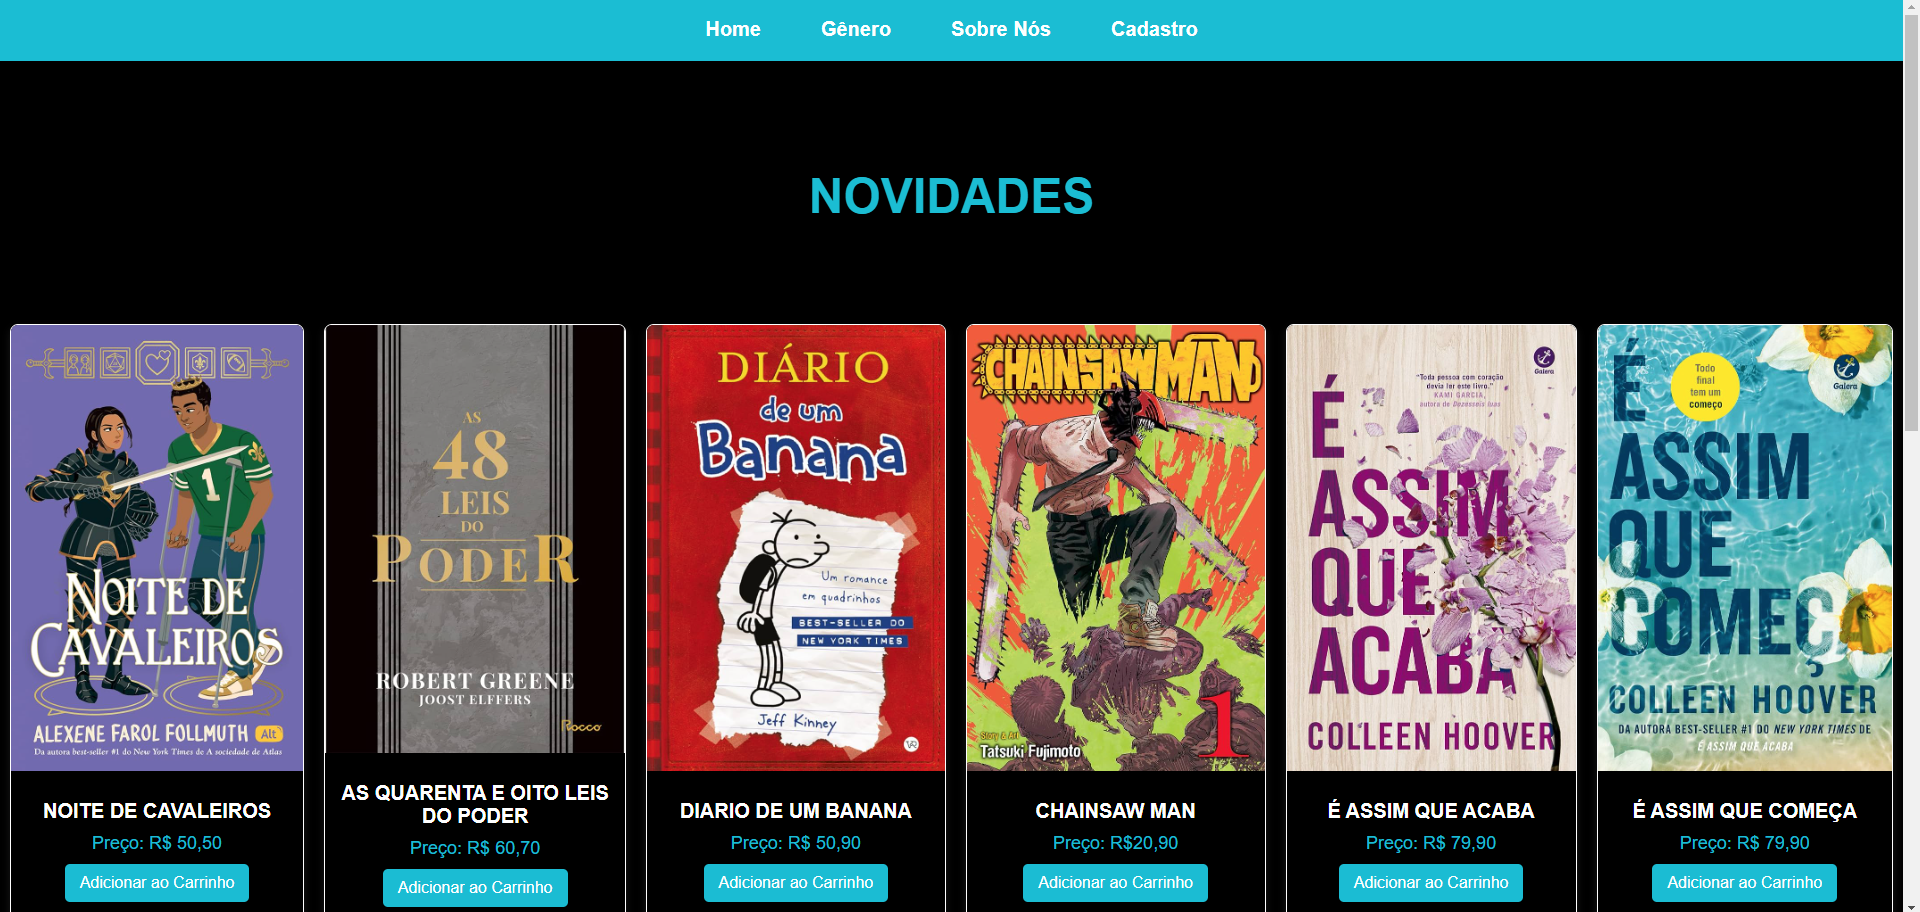 Home
Gênero
Sobre Nós
Cadastro
NOVIDADES
NOITE DE
CAVALEIROS
ALEXENE FAROL FOLLMUTH
Alt
Da autora best-seller #1 do New York Times de A sociedade de Atlas
NOITE DE CAVALEIROS
Preço: R$ 50,50
Adicionar ao Carrinho
AS
48
LEIS
DO
PODER
ROBERT GREENE
JOOST ELFFERS
Rocco
AS QUARENTA E OITO LEIS
DO PODER
Preço: R$ 60,70
Adicionar ao Carrinho
DIÁRIO
de um
Banana
Um romance
em quadrinhos
BEST-SELLER DO
NEW YORK TIMES
Jeff Kinney
VR
DIARIO DE UM BANANA
Preço: R$ 50,90
Adicionar ao Carrinho
CHAINSAW MAN
Story & Art
Tatsuki Fujimoto
1
CHAINSAW MAN
Preço: R$20,90
Adicionar ao Carrinho
Galera
"Toda pessoa com coração
devia ler este livro."
KAMI GARCIA,
autora de Dezesseis luas
É
ASSIM
QUE
ACABA
COLLEEN HOOVER
É ASSIM QUE ACABA
Preço: R$ 79,90
Adicionar ao Carrinho
Todo
final
tem um
começo
Galera
É
ASSIM
QUE
COMEÇA
COLLEEN HOOVER
DA AUTORA BEST-SELLER #1 DO NEW YORK TIMES DE
É ASSIM QUE ACABA
É ASSIM QUE COMEÇA
Preço: R$ 79,90
Adicionar ao Carrinho